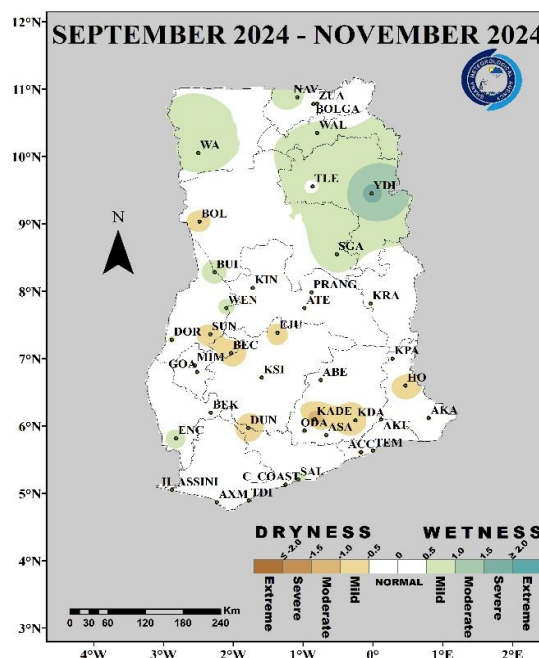 SEPTEMBER 2024 - NOVEMBER 2024
12°N
11°N
10°N
9°N
8°N
7°N
6°N
5°N
4°N
3°N
NAV
ZUA
BOLGA
WAL
WA
TLE
YDI
BOL
SGA
N
BUI
KIN
PRANG
WEN
ATE
KRA
SUN
EJU
DOR
BEC
KPA
GOA
MIM
KSI
ABE
HO
BEK
KADE
KDA
AKA
DUN
ODA
ASA
AKU
ENC
ACC
TEM
C_COAST
SAL
AXM
TDI
DRYNESS WETNESS
≤ -2.0 -1.5 -1.0 -0.5 0 0.5 1.0 1.5 ≥ 2.0
NORMAL
Extreme Severe Moderate Mild Mild Moderate Severe Extreme
Km
0 30 60 120 180 240
4°W 3°W 2°W 1°W 0° 1°E